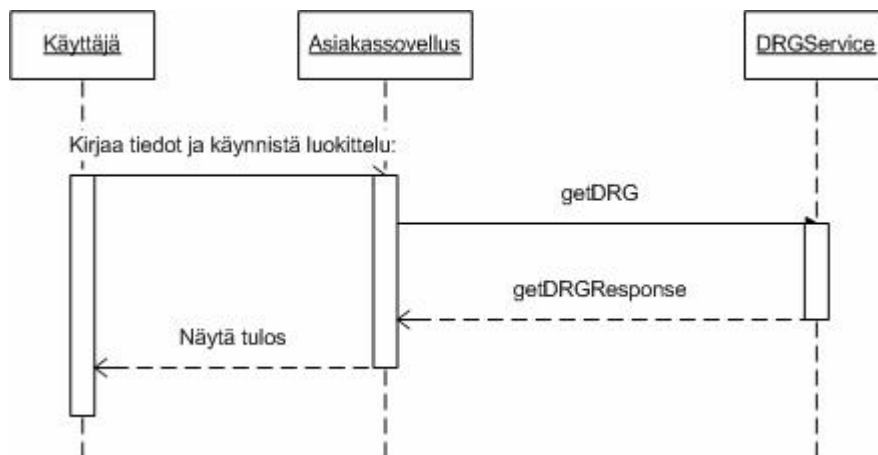 Käyttäjä
Asiakassovellus
DRGService
Kirjaa tiedot ja käynnistä luokittelu:
getDRG
getDRGResponse
Näytä tulos